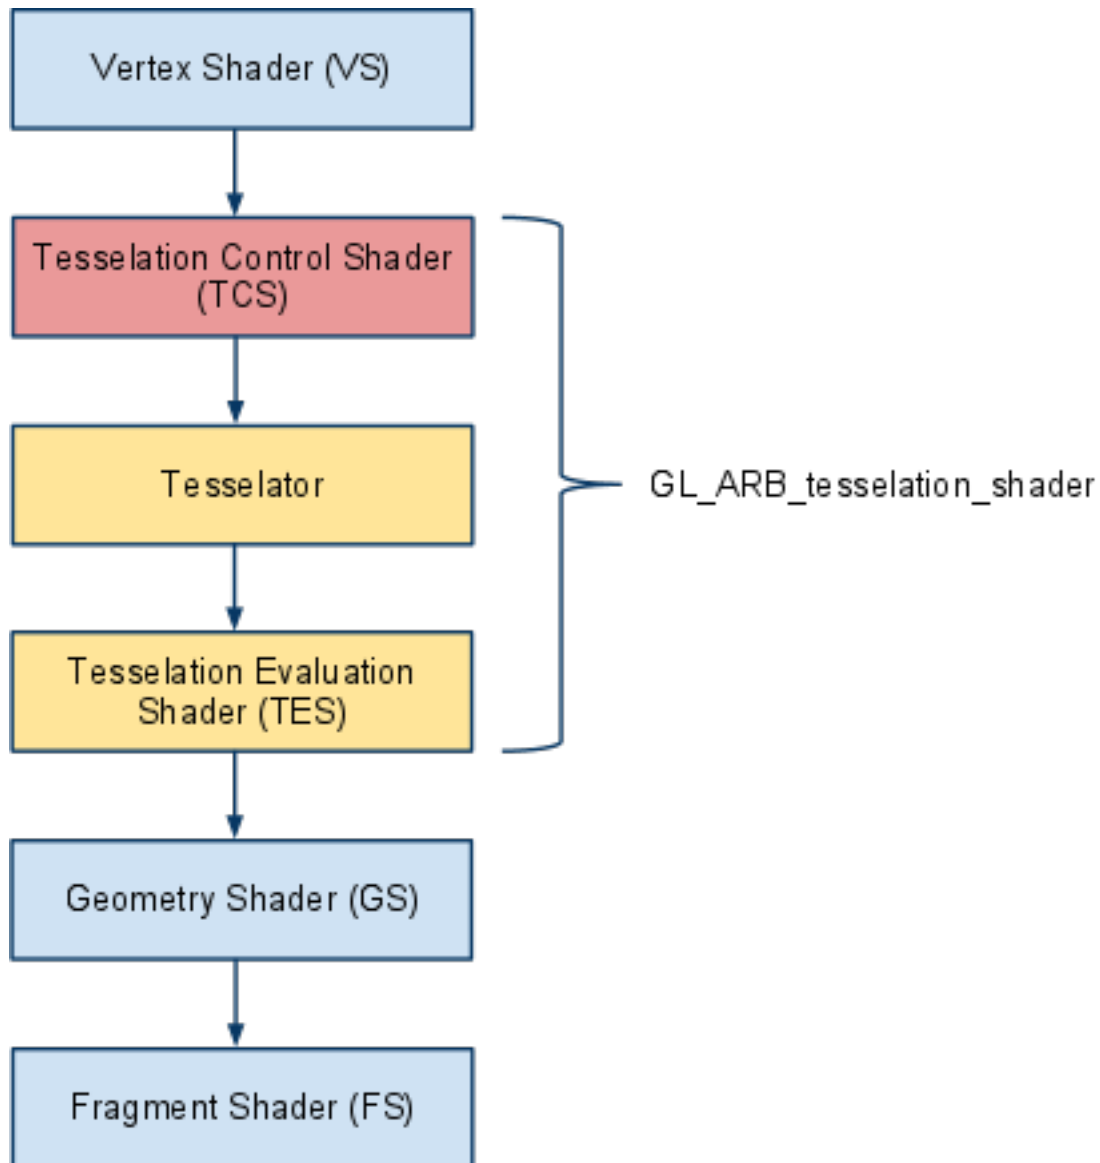 Vertex Shader (VS)
Tesselation Control Shader
(TCS)
Tesselator
GL_ARB_tesselation_shader
Tesselation Evaluation
Shader (TES)
Geometry Shader (GS)
Fragment Shader (FS)